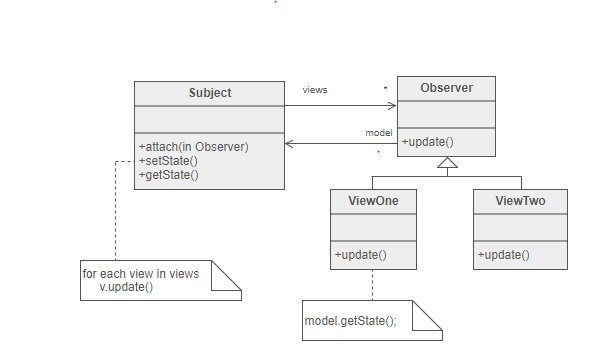 views
*
Subject
Observer
+attach(in Observer)
+setState()
+getState()
model
*
+update()
ViewOne
ViewTwo
+update()
+update()
for each view in views
v.update()
model.getState();